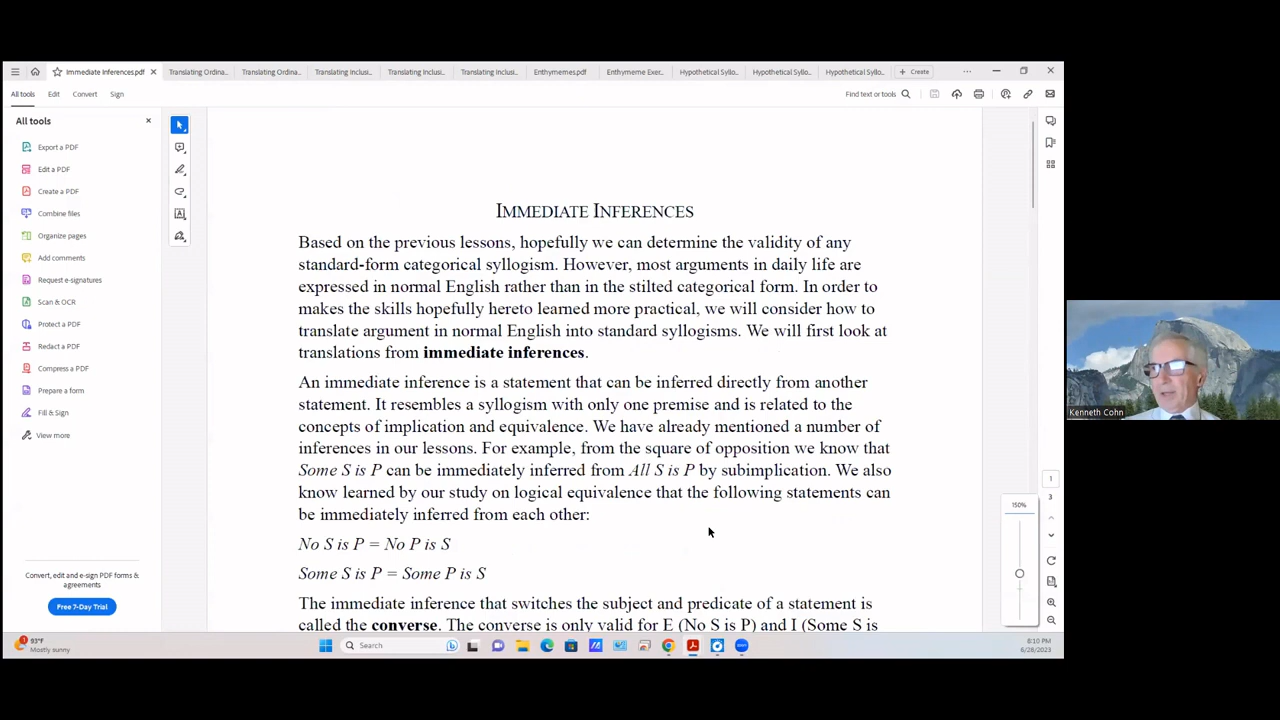 Immediate Inferences.pdf
Translating Ordina...
Translating Ordina...
Translating Inclusi...
Translating Inclusi...
Translating Inclusi...
Enthymemes.pdf
Enthymeme Exer...
Hypothetical Syllo...
Hypothetical Syllo...
Hypothetical Syllo...
+ Create
All tools
Edit
Convert
Sign
Find text or tools
All tools
Export a PDF
Edit a PDF
Create a PDF
Combine files
Organize pages
Add comments
Request e-signatures
Scan & OCR
Protect a PDF
Redact a PDF
Compress a PDF
Prepare a form
Fill & Sign
View more
Convert, edit and e-sign PDF forms &
agreements
Free 7-Day Trial
IMMEDIATE INFERENCES
Based on the previous lessons, hopefully we can determine the validity of any
standard-form categorical syllogism. However, most arguments in daily life are
expressed in normal English rather than in the stilted categorical form. In order to
makes the skills hopefully hereto learned more practical, we will consider how to
translate argument in normal English into standard syllogisms. We will first look at
translations from immediate inferences.
An immediate inference is a statement that can be inferred directly from another
statement. It resembles a syllogism with only one premise and is related to the
concepts of implication and equivalence. We have already mentioned a number of
inferences in our lessons. For example, from the square of opposition we know that
Some S is P can be immediately inferred from All S is P by subimplication. We also
know learned by our study on logical equivalence that the following statements can
be immediately inferred from each other:
No S is P = No P is S
Some S is P = Some P is S
The immediate inference that switches the subject and predicate of a statement is
called the converse. The converse is only valid for E (No S is P) and I (Some S is
1
3
150%
Kenneth Cohn
1
93°F
Mostly sunny
Search
6:10 PM
6/28/2023